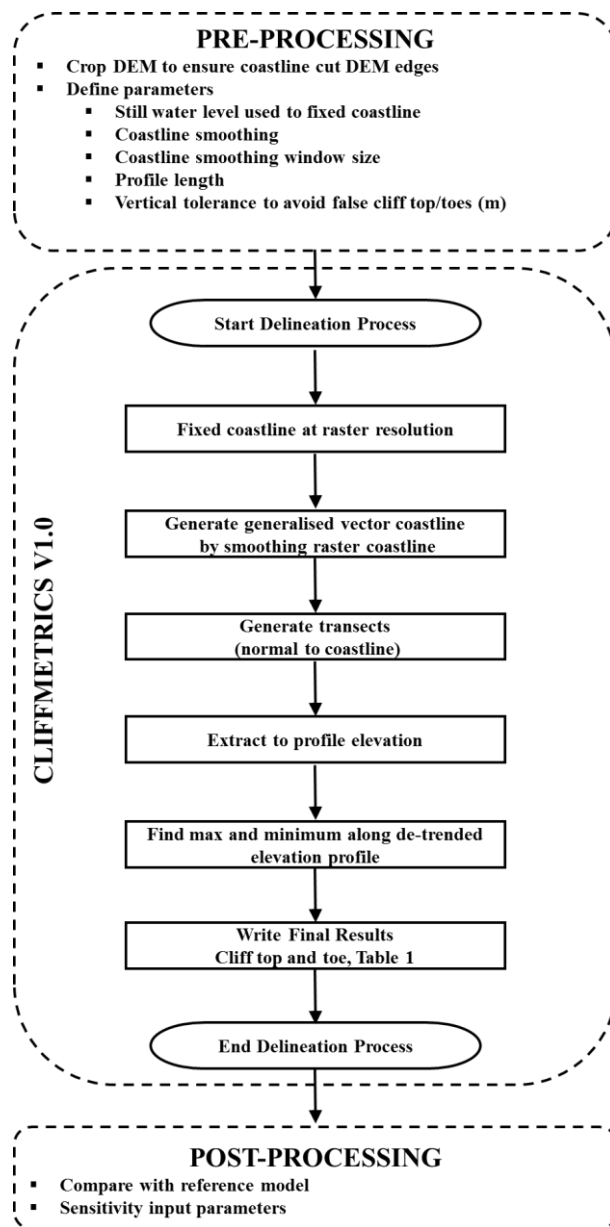 PRE-PROCESSING
▪ Crop DEM to ensure coastline cut DEM edges
▪ Define parameters
▪ Still water level used to fixed coastline
▪ Coastline smoothing
▪ Coastline smoothing window size
▪ Profile length
▪ Vertical tolerance to avoid false cliff top/toes (m)
CLIFFMETRICS V1.0
Start Delineation Process
Fixed coastline at raster resolution
Generate generalised vector coastline
by smoothing raster coastline
Generate transects
(normal to coastline)
Extract to profile elevation
Find max and minimum along de-trended
elevation profile
Write Final Results
Cliff top and toe, Table 1
End Delineation Process
POST-PROCESSING
▪ Compare with reference model
▪ Sensitivity input parameters